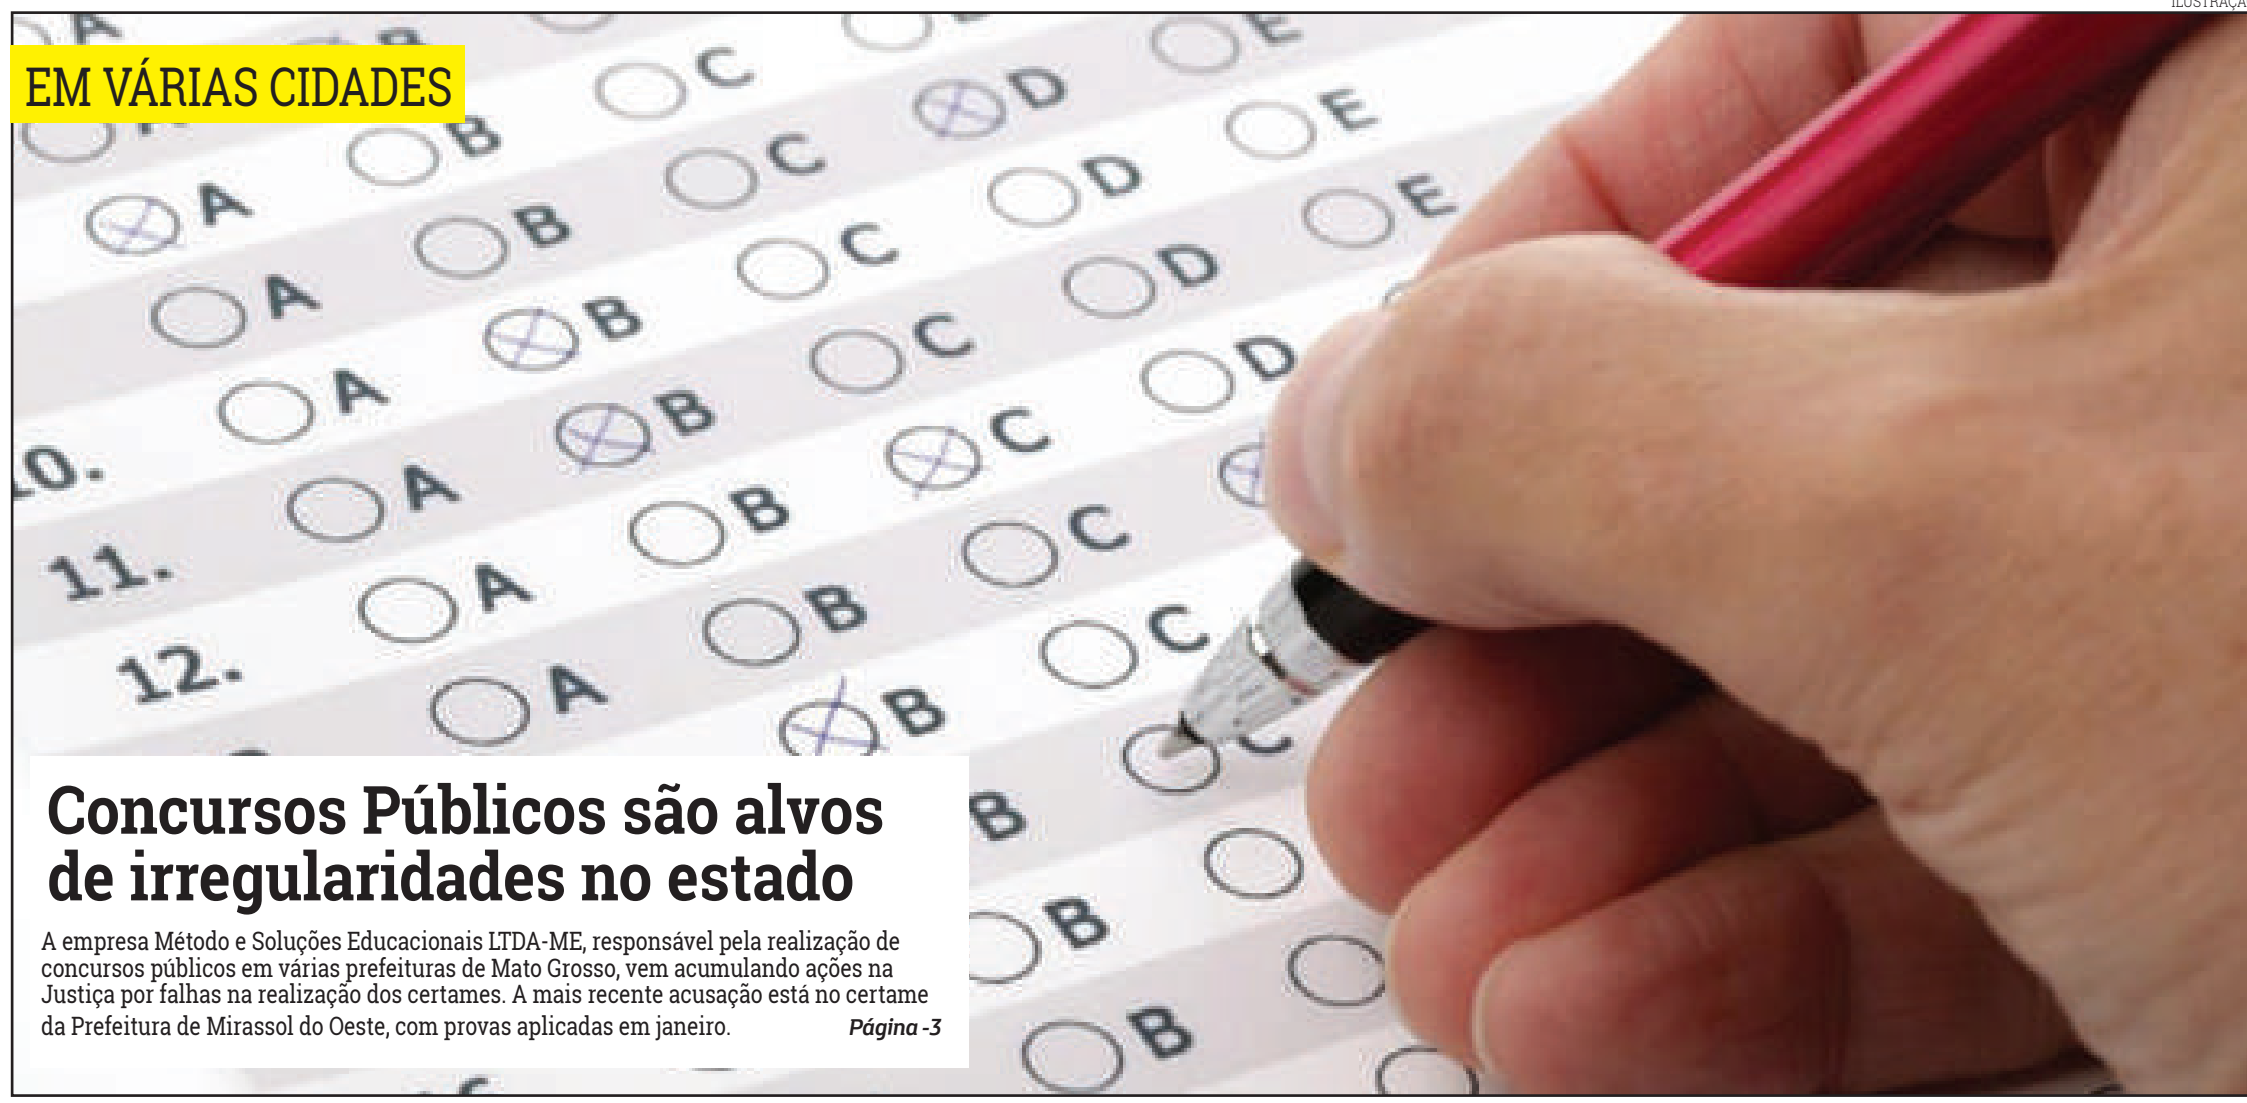 EM VÁRIAS CIDADES
A
B
C
D
E
A
B
C
D
E
A
B
C
D
E
10.
A
B
C
D
11.
A
B
C
12.
A
B
C
A
B
C
B
B
B
Concursos Públicos são alvos
de irregularidades no estado
A empresa Método e Soluções Educacionais LTDA-ME, responsável pela realização de
concursos públicos em várias prefeituras de Mato Grosso, vem acumulando ações na
Justiça por falhas na realização dos certames. A mais recente acusação está no certame
da Prefeitura de Mirassol do Oeste, com provas aplicadas em janeiro. Página -3